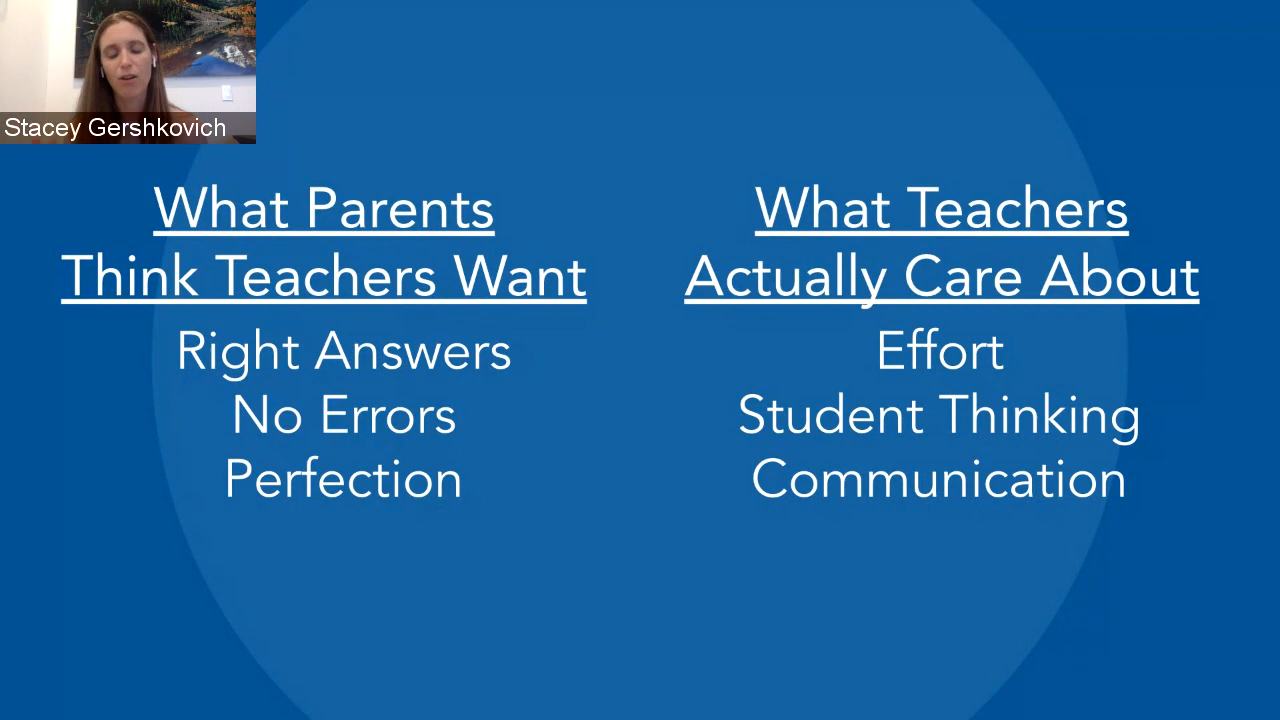 Stacey Gershkovich
What Parents
Think Teachers Want
Right Answers
No Errors
Perfection
What Teachers
Actually Care About
Effort
Student Thinking
Communication